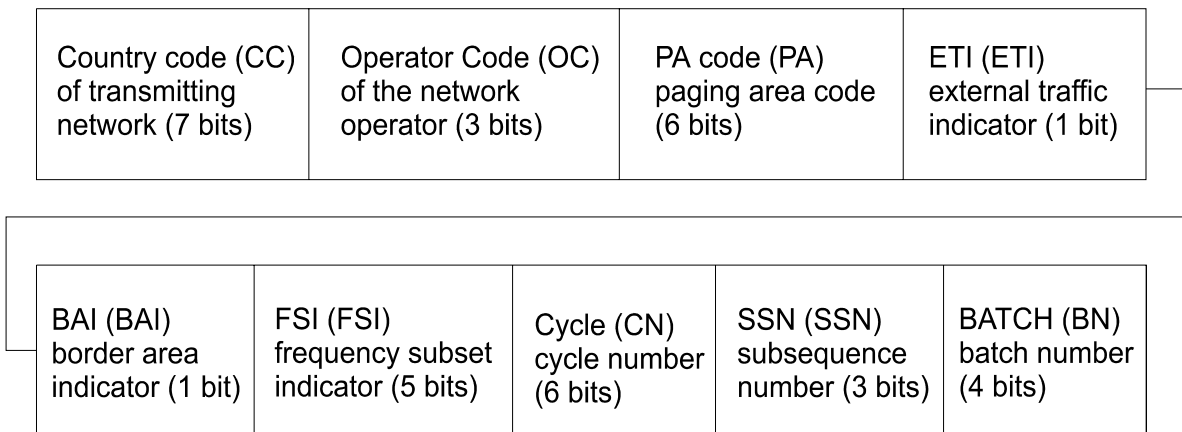 Country code (CC)
of transmitting
network (7 bits)
Operator Code (OC)
of the network
operator (3 bits)
PA code (PA)
paging area code
(6 bits)
ETI (ETI)
external traffic
indicator (1 bit)
BAI (BAI)
border area
indicator (1 bit)
FSI (FSI)
frequency subset
indicator (5 bits)
Cycle (CN)
cycle number
(6 bits)
SSN (SSN)
subsequence
number (3 bits)
BATCH (BN)
batch number
(4 bits)